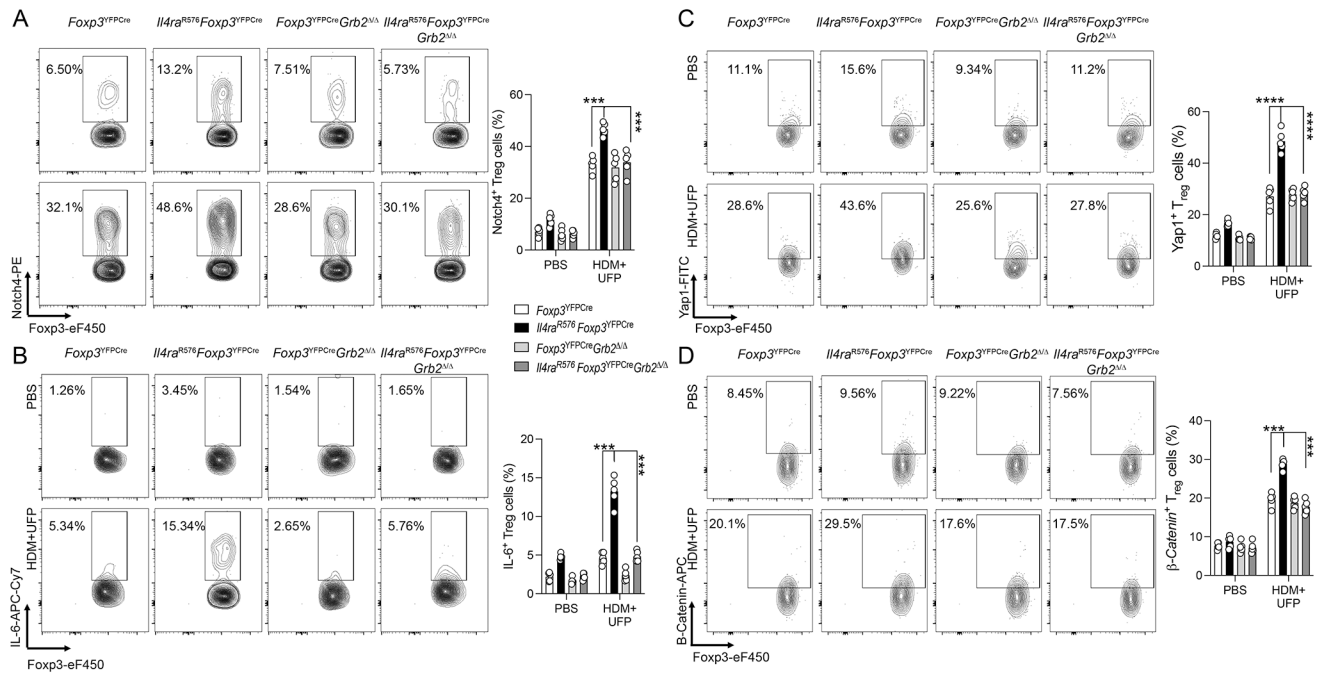 A
Foxp3YFPCre
Il4raR576Foxp3YFPCre
Foxp3YFPCreGrb2Δ/Δ
Il4raR576Foxp3YFPCre
Grb2Δ/Δ
6.50%
13.2%
7.51%
5.73%
32.1%
48.6%
28.6%
30.1%
Notch4-PE
Foxp3-eF450
Notch4+ Treg cells (%)
60
40
20
0
***
***
PBS
HDM+
UFP
Foxp3YFPCre
Il4raR576 Foxp3YFPCre
Foxp3YFPCreGrb2Δ/Δ
Il4raR576 Foxp3YFPCreGrb2Δ/Δ
B
Foxp3YFPCre
Il4raR576Foxp3YFPCre
Foxp3YFPCreGrb2Δ/Δ
Il4raR576Foxp3YFPCre
Grb2Δ/Δ
PBS
1.26%
3.45%
1.54%
1.65%
HDM+UFP
5.34%
15.34%
2.65%
5.76%
IL-6-APC-Cy7
Foxp3-eF450
IL-6+ Treg cells (%)
20
15
10
5
0
***
***
PBS
HDM+
UFP
C
Foxp3YFPCre
Il4raR576Foxp3YFPCre
Foxp3YFPCreGrb2Δ/Δ
Il4raR576Foxp3YFPCre
Grb2Δ/Δ
PBS
11.1%
15.6%
9.34%
11.2%
HDM+UFP
28.6%
43.6%
25.6%
27.8%
Yap1-FITC
Foxp3-eF450
Yap1+ Treg cells (%)
60
40
20
0
****
****
PBS
HDM+
UFP
D
Foxp3YFPCre
Il4raR576Foxp3YFPCre
Foxp3YFPCreGrb2Δ/Δ
Il4raR576Foxp3YFPCre
Grb2Δ/Δ
PBS
8.45%
9.56%
9.22%
7.56%
HDM+UFP
20.1%
29.5%
17.6%
17.5%
B-Catenin-APC
Foxp3-eF450
β-Catenin+ Treg cells (%)
40
30
20
10
0
***
***
PBS
HDM+
UFP